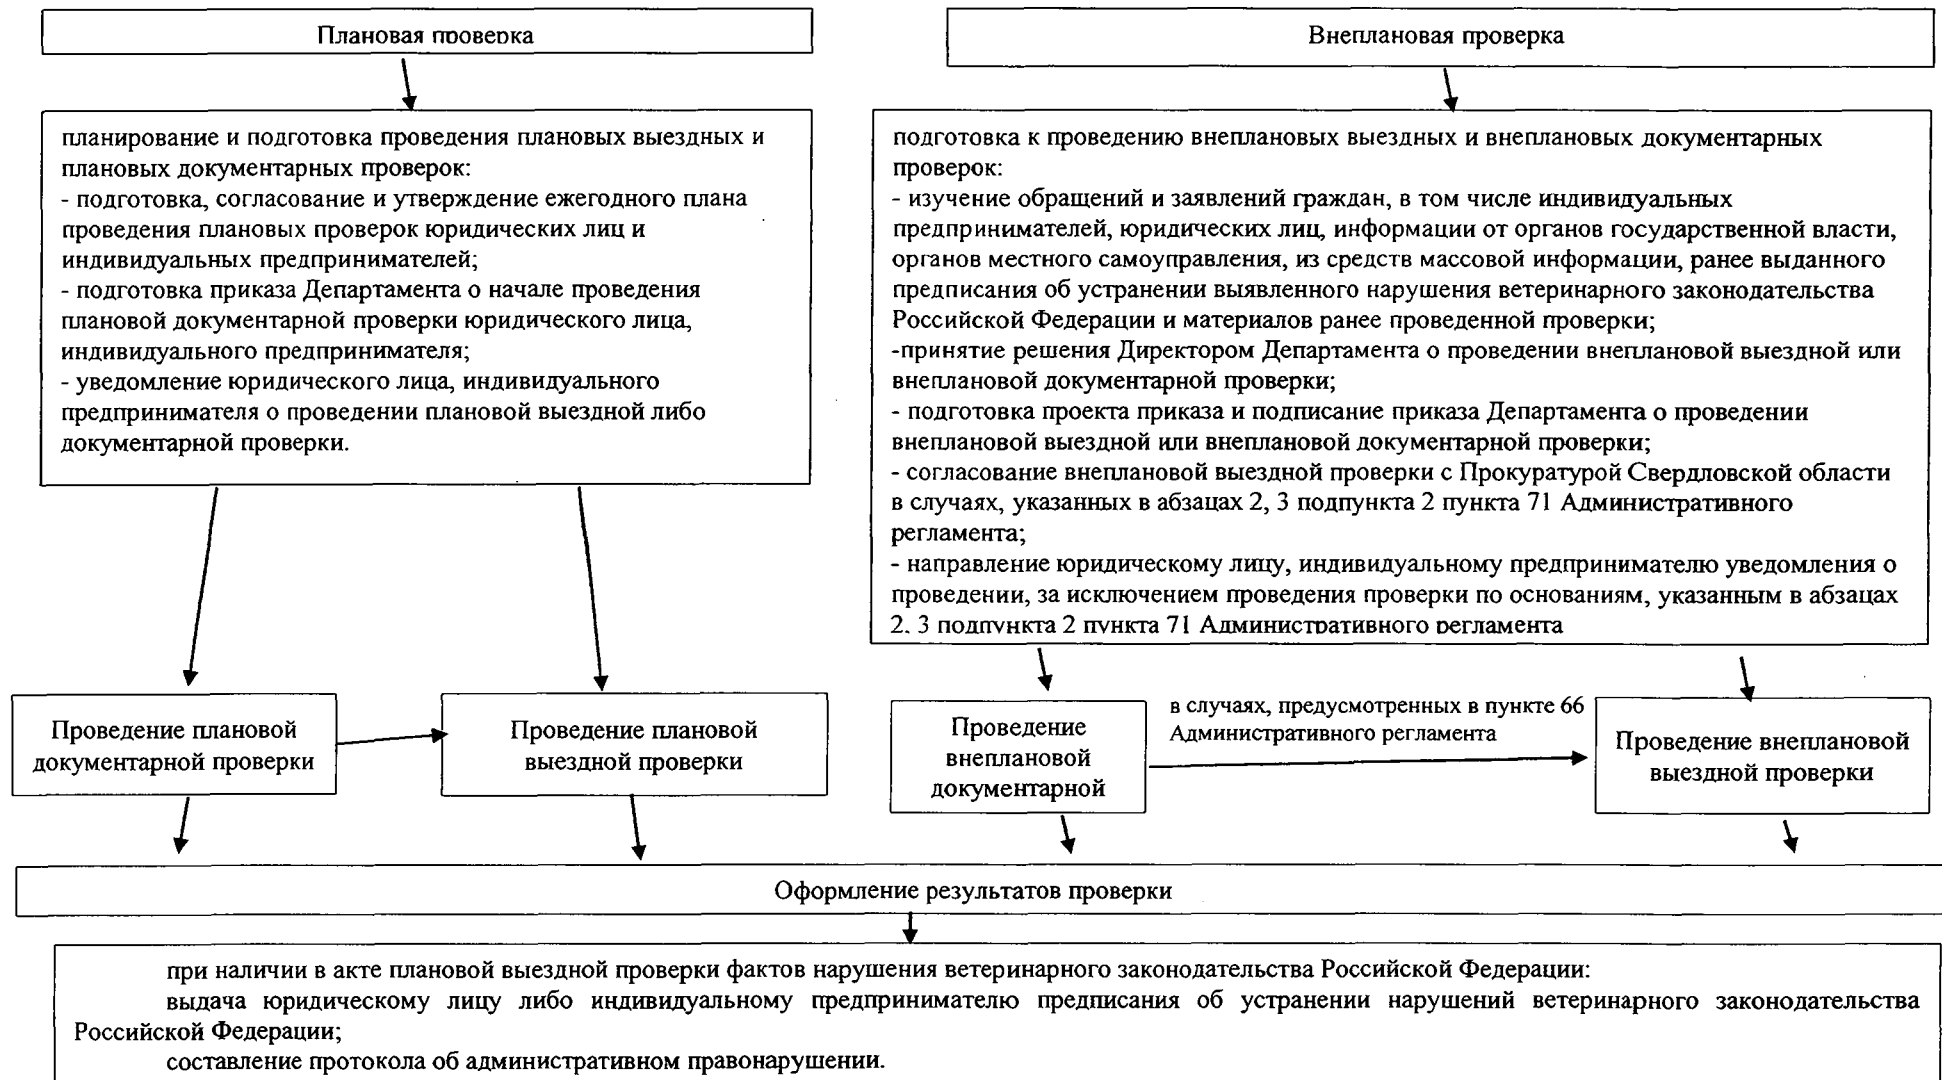 Плановая проверка
Внеплановая проверка
планирование и подготовка проведения плановых выездных и
плановых документарных проверок:
- подготовка, согласование и утверждение ежегодного плана
проведения плановых проверок юридических лиц и
индивидуальных предпринимателей;
- подготовка приказа Департамента о начале проведения
плановой документарной проверки юридического лица,
индивидуального предпринимателя;
- уведомление юридического лица, индивидуального
предпринимателя о проведении плановой выездной либо
документарной проверки.
подготовка к проведению внеплановых выездных и внеплановых документарных
проверок:
- изучение обращений и заявлений граждан, в том числе индивидуальных
предпринимателей, юридических лиц, информации от органов государственной власти,
органов местного самоуправления, из средств массовой информации, ранее выданного
предписания об устранении выявленного нарушения ветеринарного законодательства
Российской Федерации и материалов ранее проведенной проверки;
-принятие решения Директором Департамента о проведении внеплановой выездной или
внеплановой документарной проверки;
- подготовка проекта приказа и подписание приказа Департамента о проведении
внеплановой выездной или внеплановой документарной проверки;
- согласование внеплановой выездной проверки с Прокуратурой Свердловской области
в случаях, указанных в абзацах 2, 3 подпункта 2 пункта 71 Административного
регламента;
- направление юридическому лицу, индивидуальному предпринимателю уведомления о
проведении, за исключением проведения проверки по основаниям, указанным в абзацах
2, 3 подпункта 2 пункта 71 Административного регламента
Проведение плановой
документарной проверки
Проведение плановой
выездной проверки
Проведение
внеплановой
документарной
в случаях, предусмотренных в пункте 66
Административного регламента
Проведение внеплановой
выездной проверки
Оформление результатов проверки
при наличии в акте плановой выездной проверки фактов нарушения ветеринарного законодательства Российской Федерации:
выдача юридическому лицу либо индивидуальному предпринимателю предписания об устранении нарушений ветеринарного законодательства
Российской Федерации;
составление протокола об административном правонарушении.